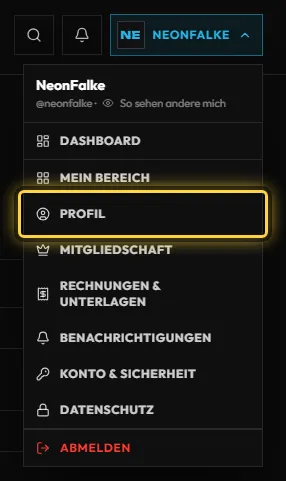 NE NEONFALKE
NeonFalke
@neonfalke · So sehen andere mich
DASHBOARD
MEIN BEREICH
PROFIL
MITGLIEDSCHAFT
RECHNUNGEN &
UNTERLAGEN
BENACHRICHTIGUNGEN
KONTO & SICHERHEIT
DATENSCHUTZ
ABMELDEN